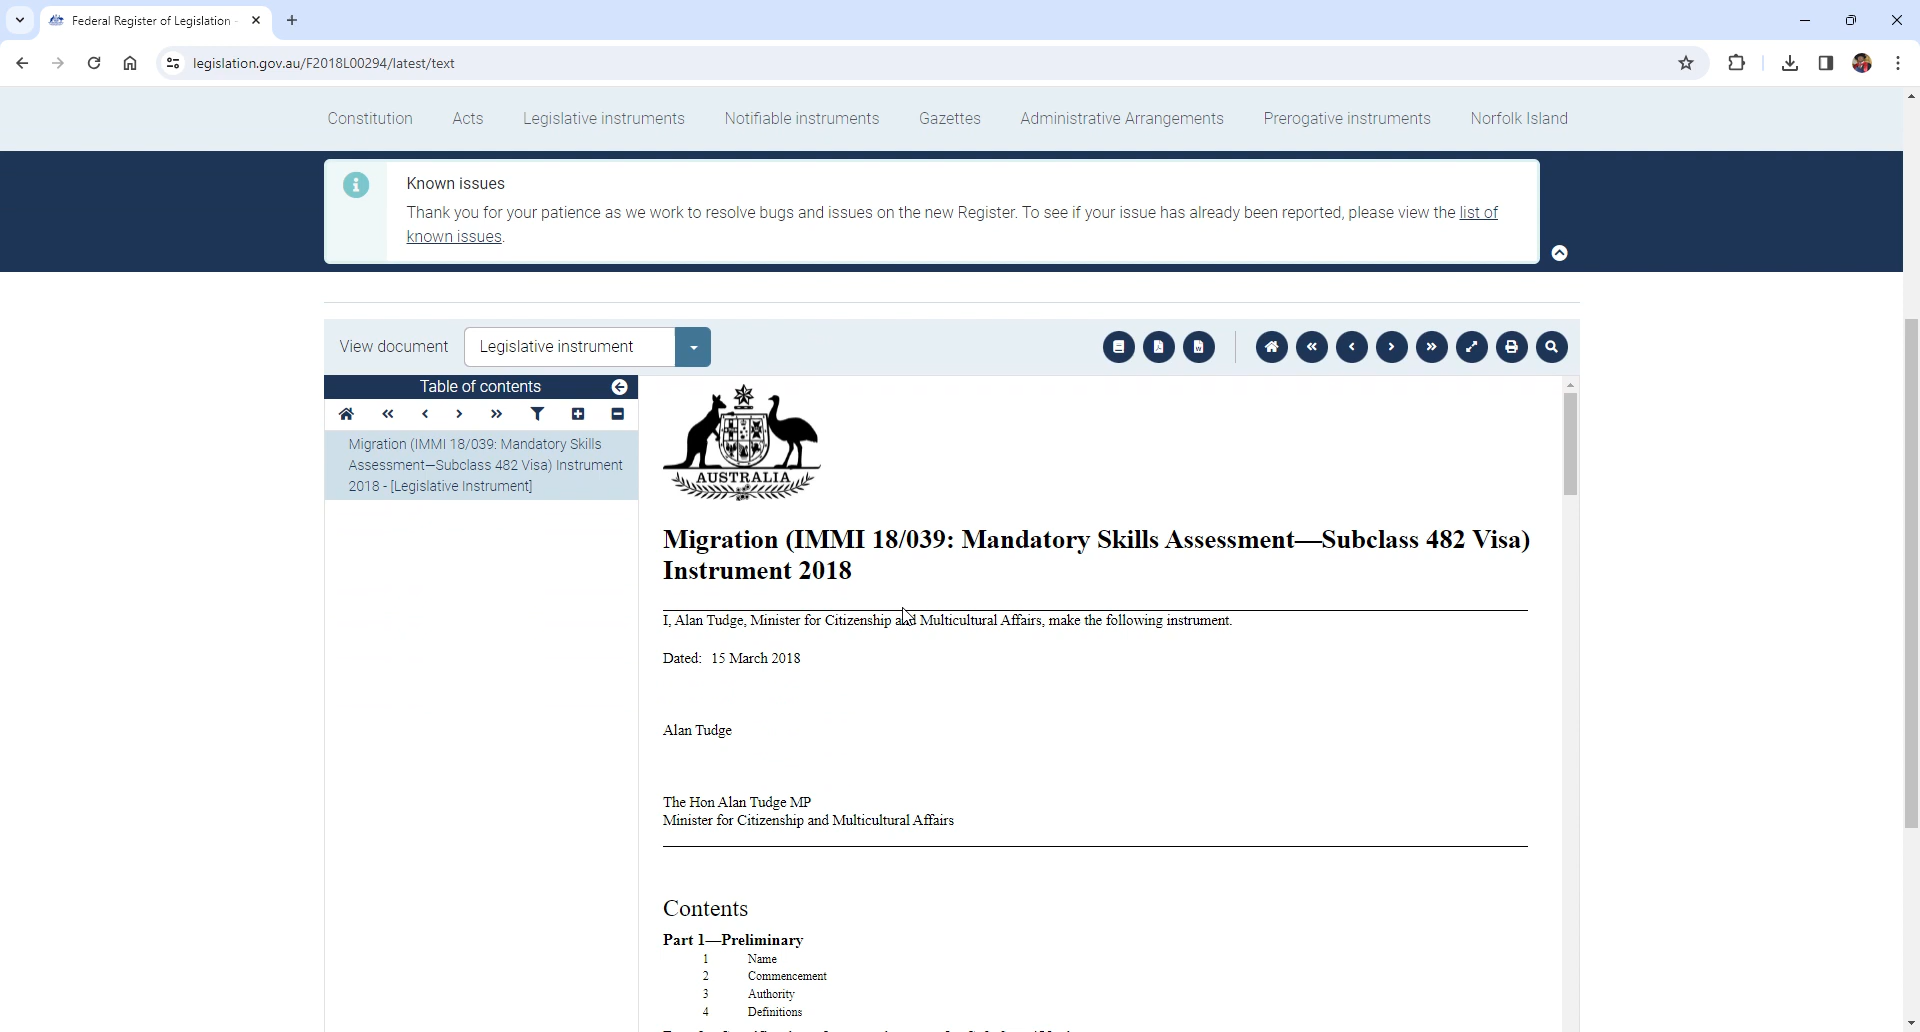 Federal Register of Legislation -
legislation.gov.au/F2018L00294/latest/text
Constitution Acts Legislative instruments Notifiable instruments Gazettes Administrative Arrangements Prerogative instruments Norfolk Island
Known issues
Thank you for your patience as we work to resolve bugs and issues on the new Register. To see if your issue has already been reported, please view the list of
known issues.
View document Legislative instrument
Table of contents
Migration (IMMI 18/039: Mandatory Skills
Assessment—Subclass 482 Visa) Instrument
2018 - [Legislative Instrument]
AUSTRALIA
Migration (IMMI 18/039: Mandatory Skills Assessment—Subclass 482 Visa)
Instrument 2018
I, Alan Tudge, Minister for Citizenship and Multicultural Affairs, make the following instrument.
Dated: 15 March 2018
Alan Tudge
The Hon Alan Tudge MP
Minister for Citizenship and Multicultural Affairs
Contents
Part 1—Preliminary
1 Name
2 Commencement
3 Authority
4 Definitions